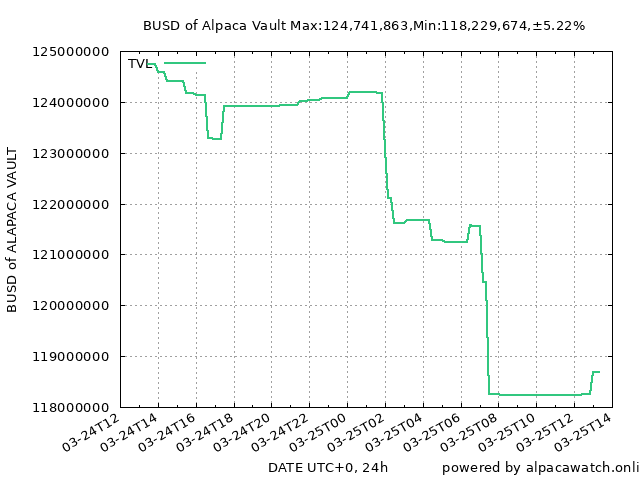 BUSD of Alpaca Vault Max:124,741,863,Min:118,229,674,±5.22%
TVL
125000000
124000000
123000000
122000000
121000000
120000000
119000000
118000000
BUSD of ALAPACA VAULT
03-24T12
03-24T14
03-24T16
03-24T18
03-24T20
03-24T22
03-25T00
03-25T02
03-25T04
03-25T06
03-25T08
03-25T10
03-25T12
03-25T14
DATE UTC+0, 24h
powered by alpacawatch.onli